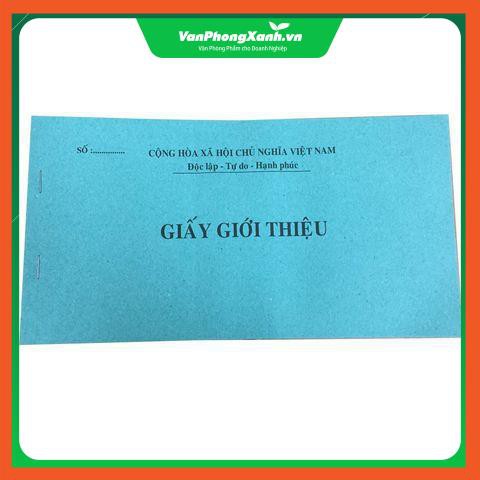 VanPhongXanh.vn
Văn Phòng Phẩm cho Doanh Nghiệp
SỐ :................
CỘNG HÒA XÃ HỘI CHỦ NGHĨA VIỆT NAM
Độc lập - Tự do - Hạnh phúc
GIẤY GIỚI THIỆU